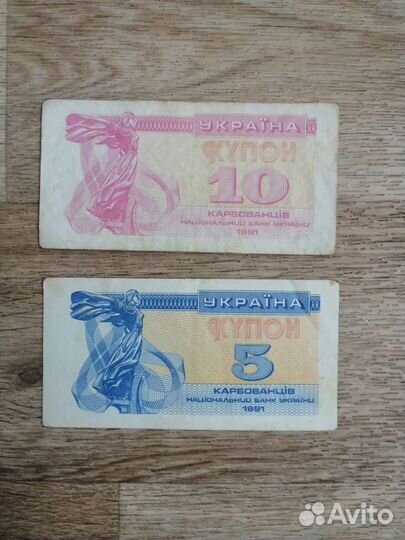 УКРАЇНА
КУПОН
10
КАРБОВАНЦІВ
НАЦІОНАЛЬНИЙ БАНК УКРАЇНИ
1991
УКРАЇНА
КУПОН
5
КАРБОВАНЦІВ
НАЦІОНАЛЬНИЙ БАНК УКРАЇНИ
1991
Avito